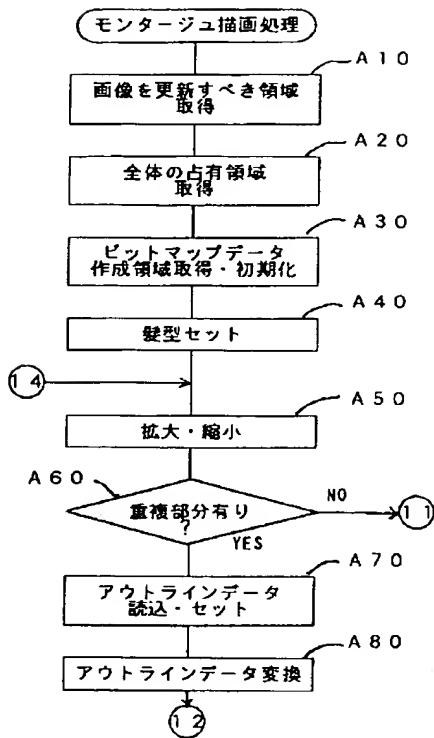 モンタージュ描画処理
A10
画像を更新すべき領域
取得
A20
全体の占有領域
取得
A30
ビットマップデータ
作成領域取得・初期化
A40
髪型セット
14
A50
拡大・縮小
A60
重複部分有り
?
NO
11
YES
A70
アウトラインデータ
読込・セット
A80
アウトラインデータ変換
12